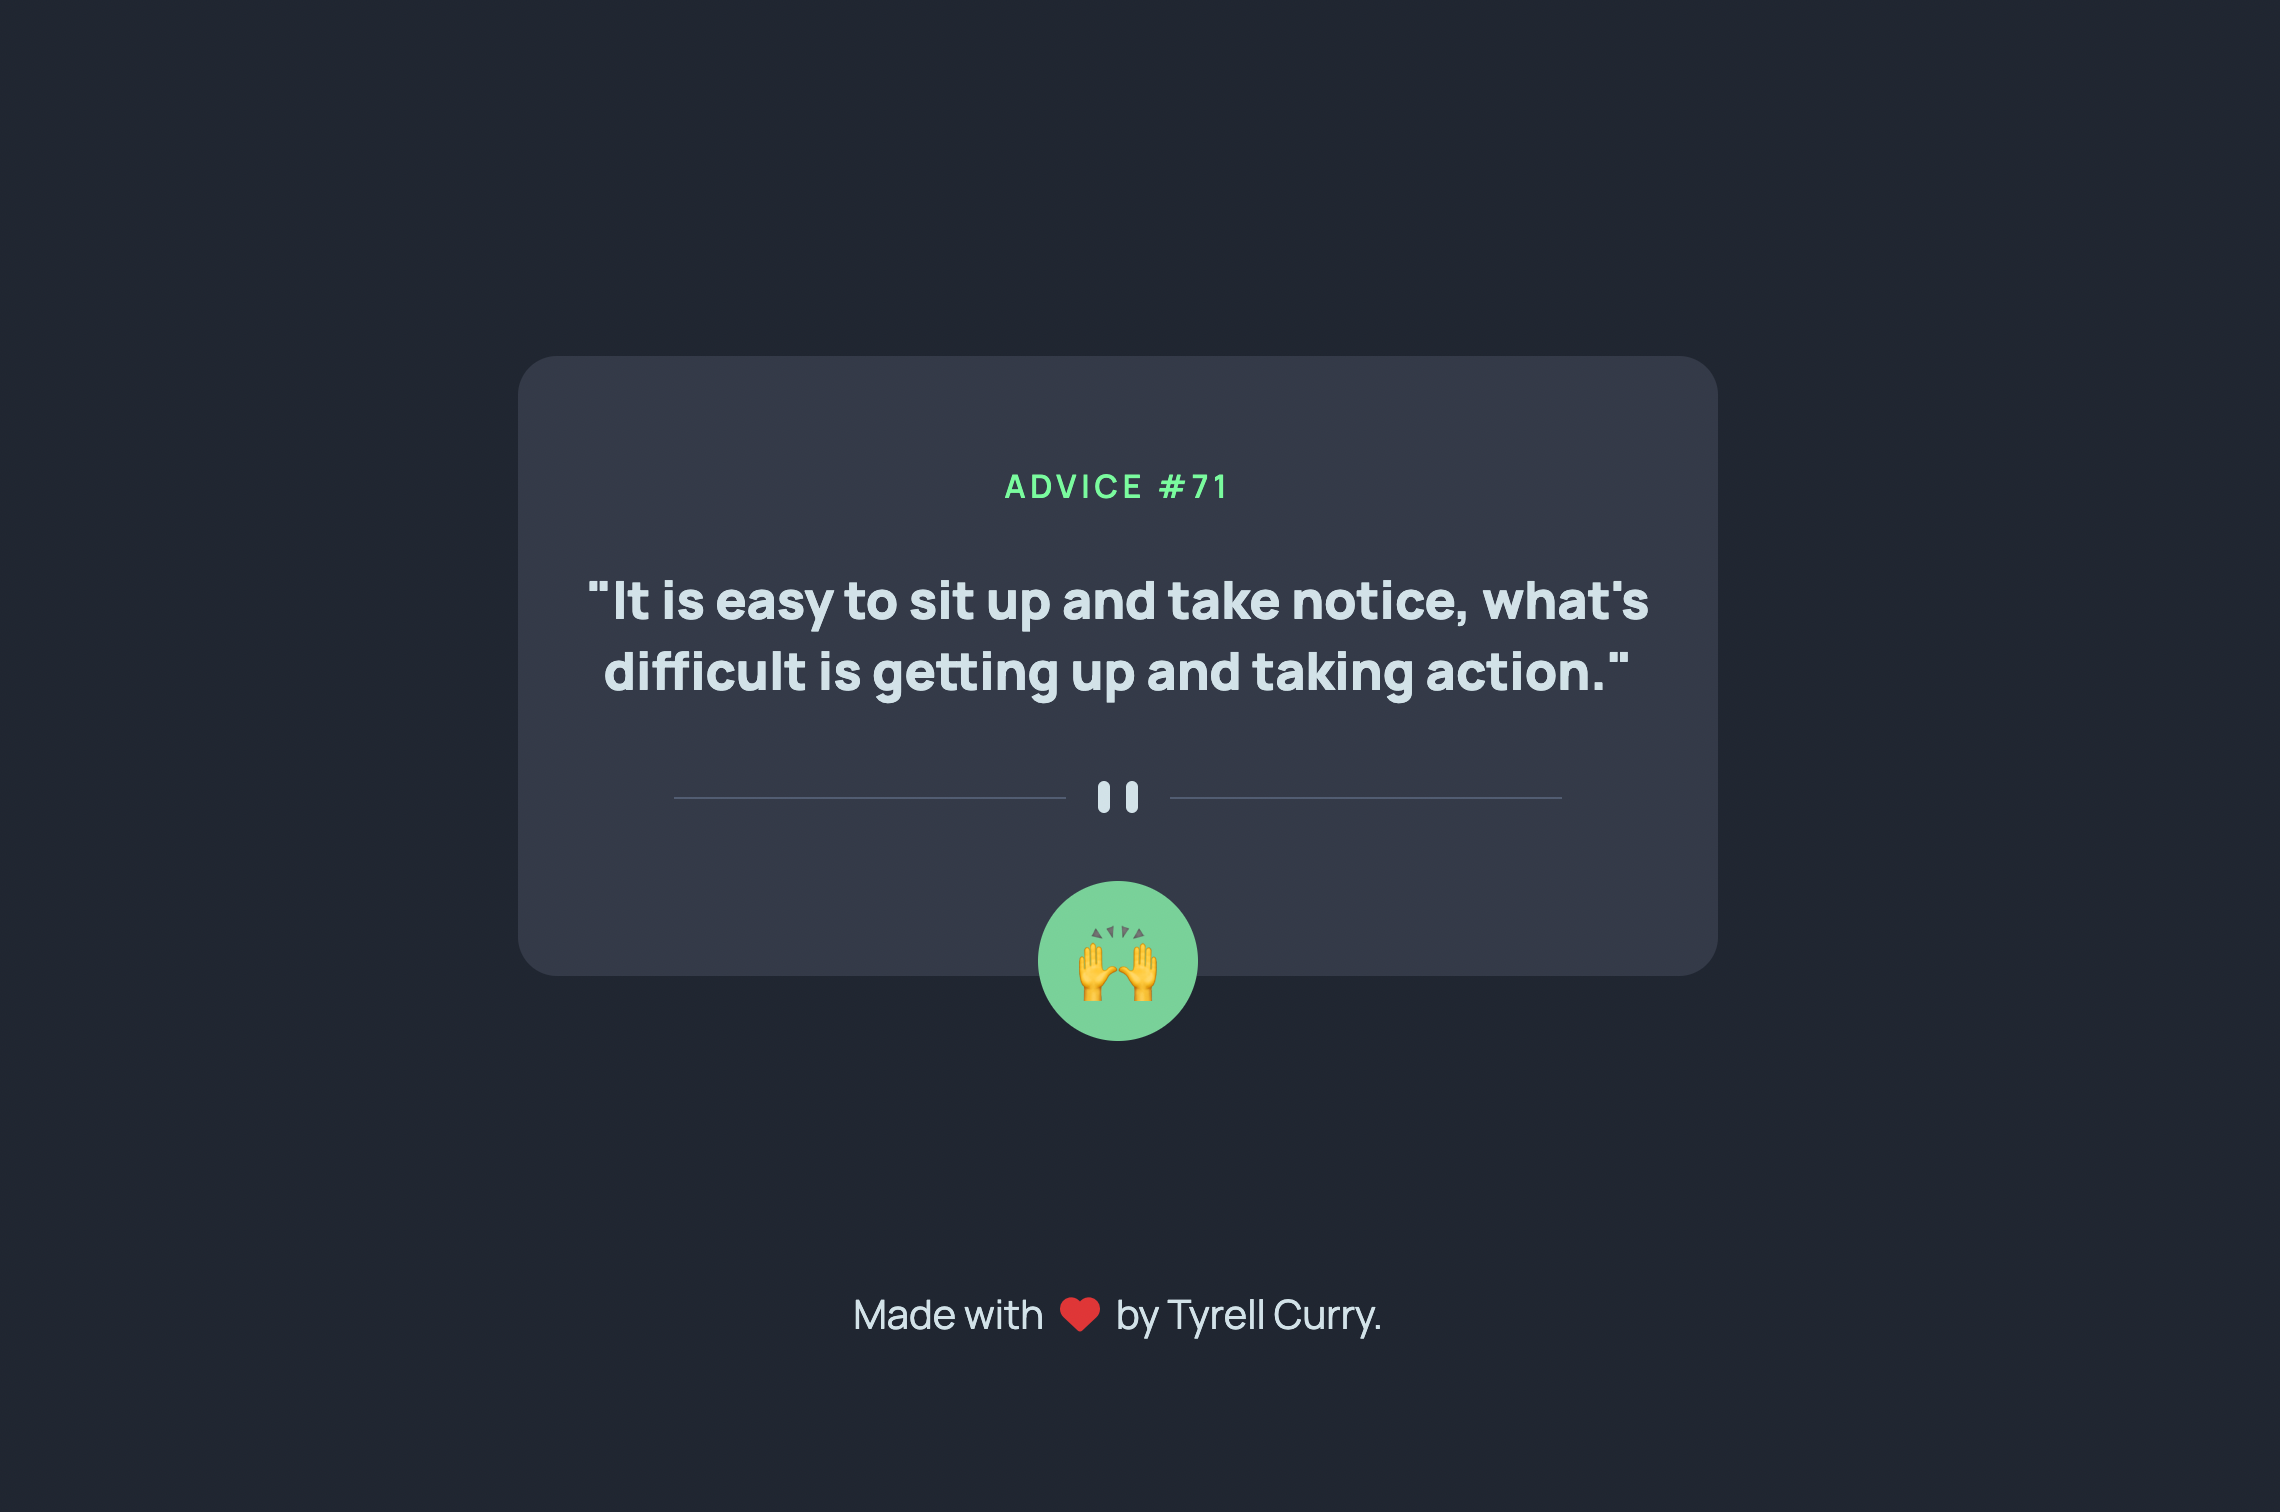 ADVICE #71
"It is easy to sit up and take notice, what's
difficult is getting up and taking action."
Made with ❤️ by Tyrell Curry.